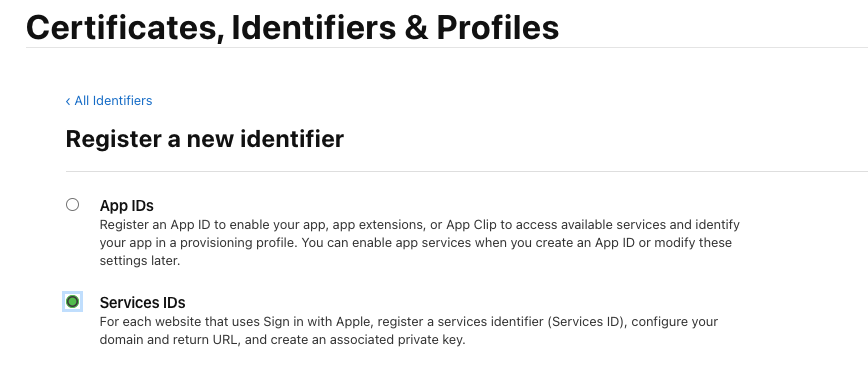 Certificates, Identifiers & Profiles
‹ All Identifiers
Register a new identifier
App IDs
Register an App ID to enable your app, app extensions, or App Clip to access available services and identify
your app in a provisioning profile. You can enable app services when you create an App ID or modify these
settings later.
Services IDs
For each website that uses Sign in with Apple, register a services identifier (Services ID), configure your
domain and return URL, and create an associated private key.